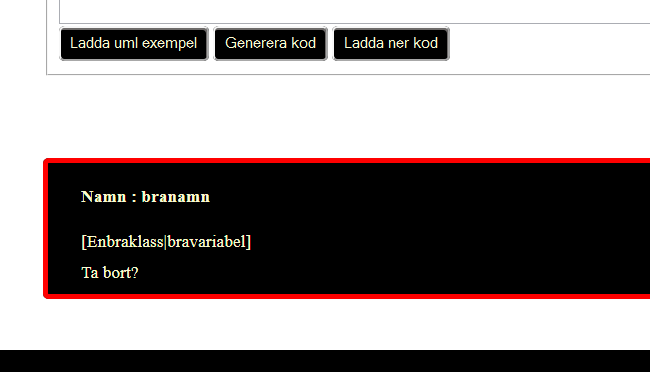 Ladda uml exempel Generera kod Ladda ner kod
Namn : branamn
[Enbraklass|bravariabel]
Ta bort?